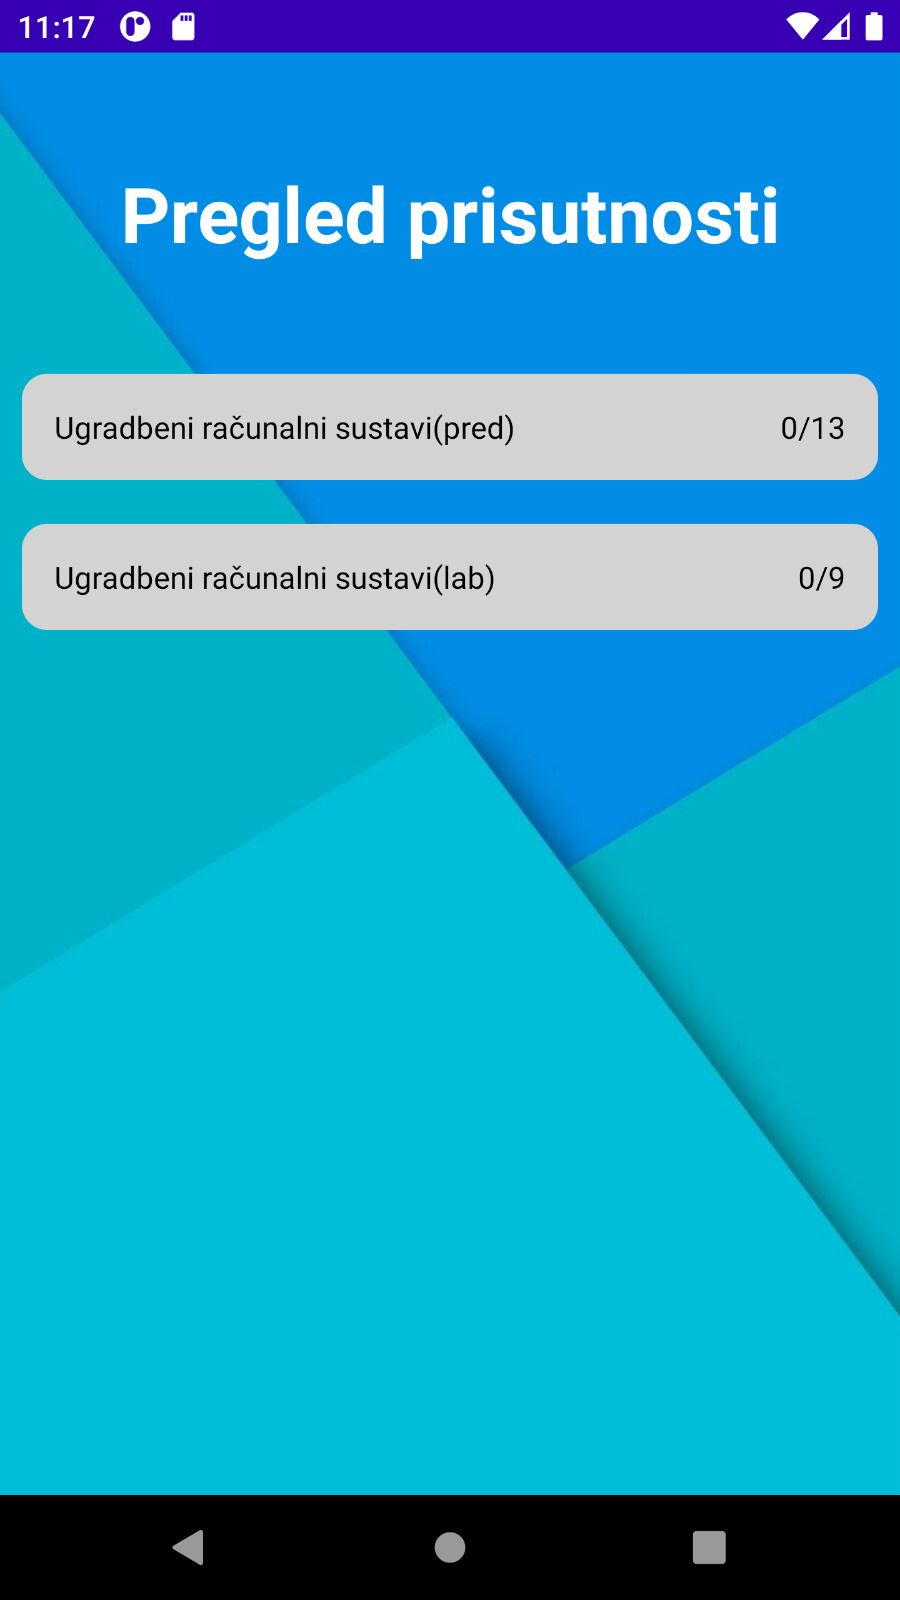 11:17
Pregled prisutnosti
Ugradbeni računalni sustavi(pred) 0/13
Ugradbeni računalni sustavi(lab) 0/9